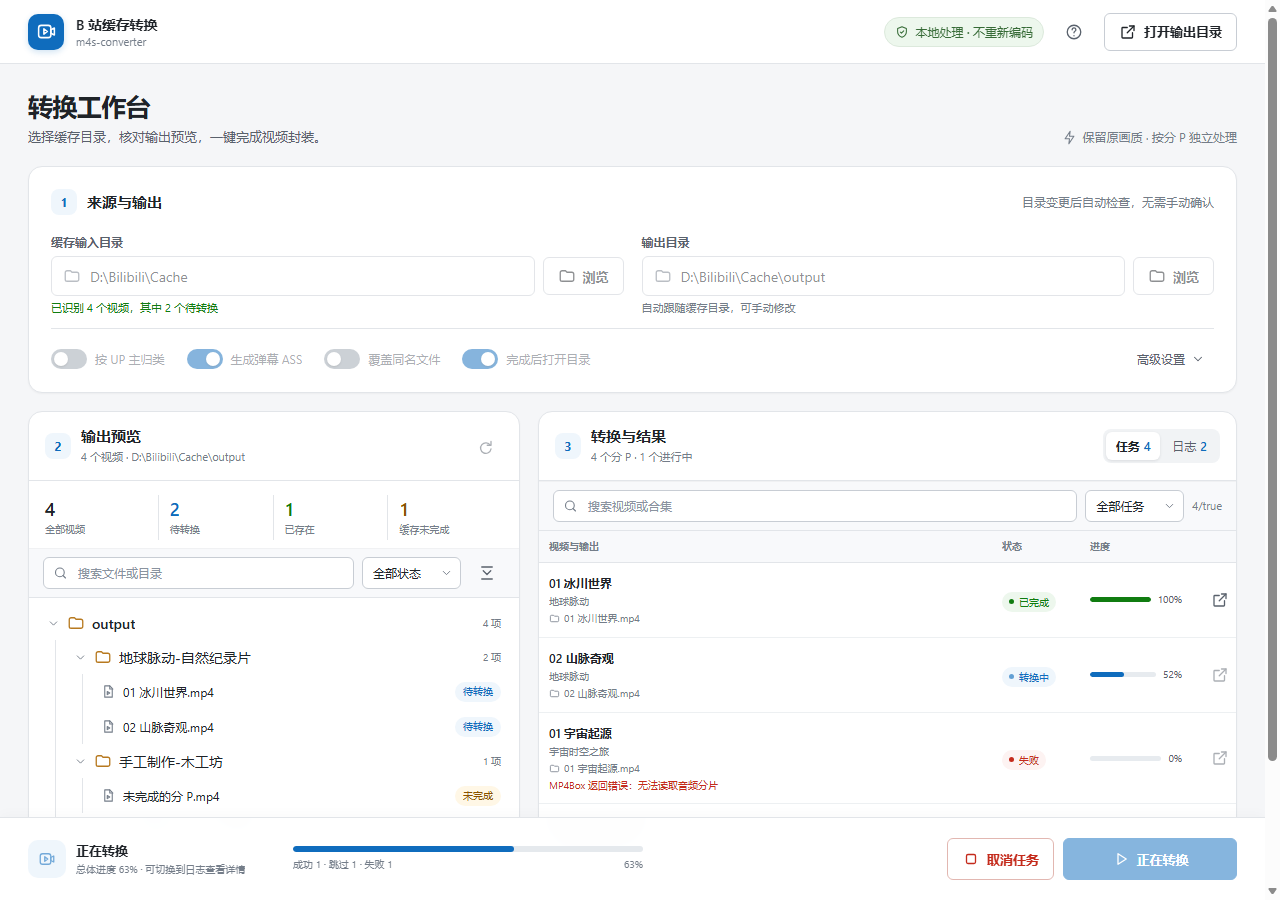 B 站缓存转换
m4s-converter
本地处理 · 不重新编码
打开输出目录
转换工作台
选择缓存目录，核对输出预览，一键完成视频封装。
保留原画质 · 按分 P 独立处理
1 来源与输出
目录变更后自动检查，无需手动确认
缓存输入目录
D:\Bilibili\Cache
浏览
已识别 4 个视频，其中 2 个待转换
输出目录
D:\Bilibili\Cache\output
浏览
自动跟随缓存目录，可手动修改
按 UP 主归类
生成弹幕 ASS
覆盖同名文件
完成后打开目录
高级设置
2 输出预览
4 个视频 · D:\Bilibili\Cache\output
4
全部视频
2
待转换
1
已存在
1
缓存未完成
搜索文件或目录
全部状态
output 4 项
地球脉动-自然纪录片 2 项
01 冰川世界.mp4 待转换
02 山脉奇观.mp4 待转换
手工制作-木工坊 1 项
未完成的分 P.mp4 未完成
3 转换与结果
4 个分 P · 1 个进行中
任务 4
日志 2
搜索视频或合集
全部任务
4/true
视频与输出 状态 进度
01 冰川世界
地球脉动
01 冰川世界.mp4
已完成 100%
02 山脉奇观
地球脉动
02 山脉奇观.mp4
转换中 52%
01 宇宙起源
宇宙时空之旅
01 宇宙起源.mp4
MP4Box 返回错误：无法读取音频分片
失败 0%
正在转换
总体进度 63% · 可切换到日志查看详情
成功 1 · 跳过 1 · 失败 1
63%
取消任务
正在转换